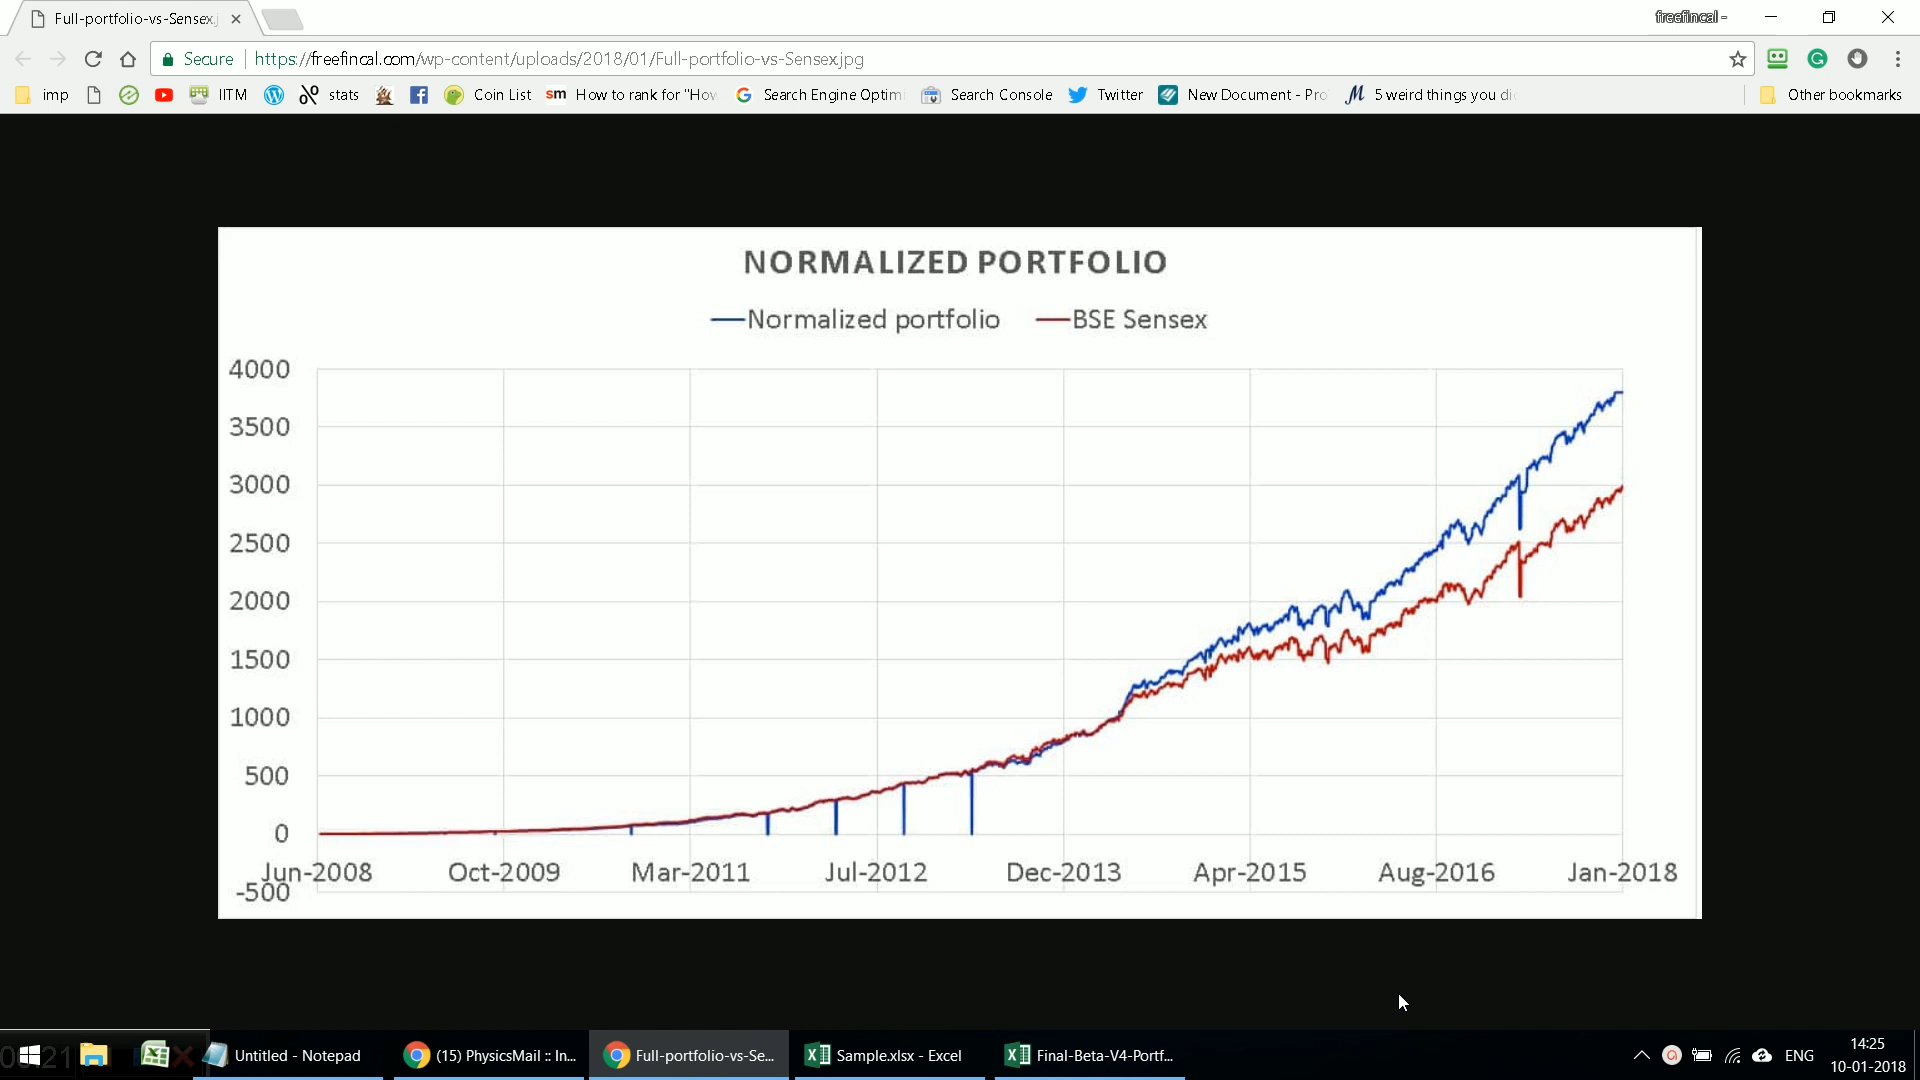 Full-portfolio-vs-Sensex.j
freefincal -
Secure https://freefincal.com/wp-content/uploads/2018/01/Full-portfolio-vs-Sensex.jpg
imp IITM stats Coin List sm How to rank for "How Search Engine Optim Search Console Twitter New Document - Pro 5 weird things you di Other bookmarks
NORMALIZED PORTFOLIO
Normalized portfolio BSE Sensex
4000
3500
3000
2500
2000
1500
1000
500
0
Jun-2008 Oct-2009 Mar-2011 Jul-2012 Dec-2013 Apr-2015 Aug-2016 Jan-2018
-500
Untitled - Notepad (15) PhysicsMail :: In... Full-portfolio-vs-Se... Sample.xlsx - Excel Final-Beta-V4-Portf... ENG 14:25
10-01-2018